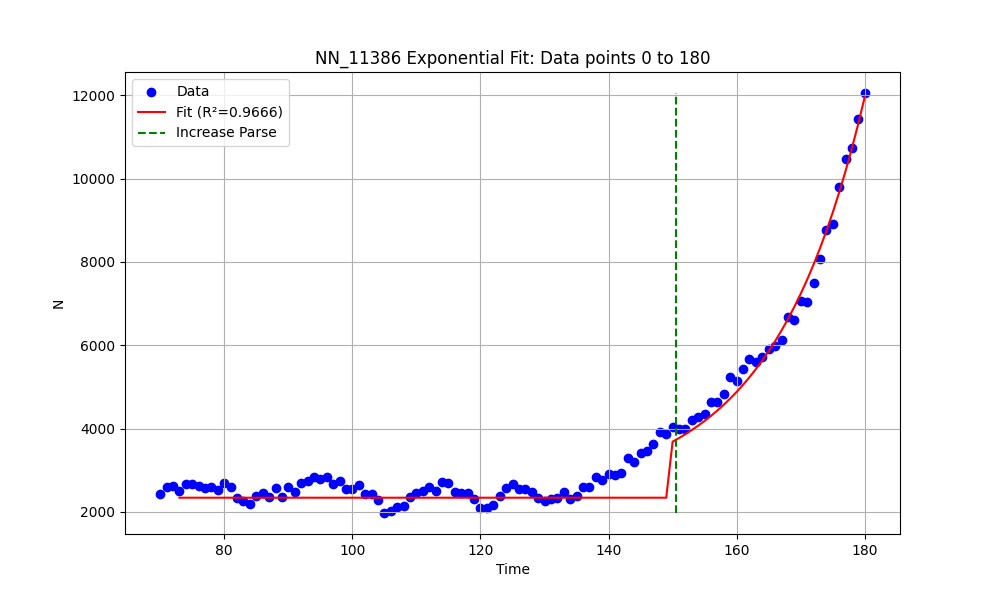 NN_11386 Exponential Fit: Data points 0 to 180
Data
Fit (R²=0.9666)
Increase Parse
12000
10000
8000
6000
4000
2000
N
80
100
120
140
160
180
Time